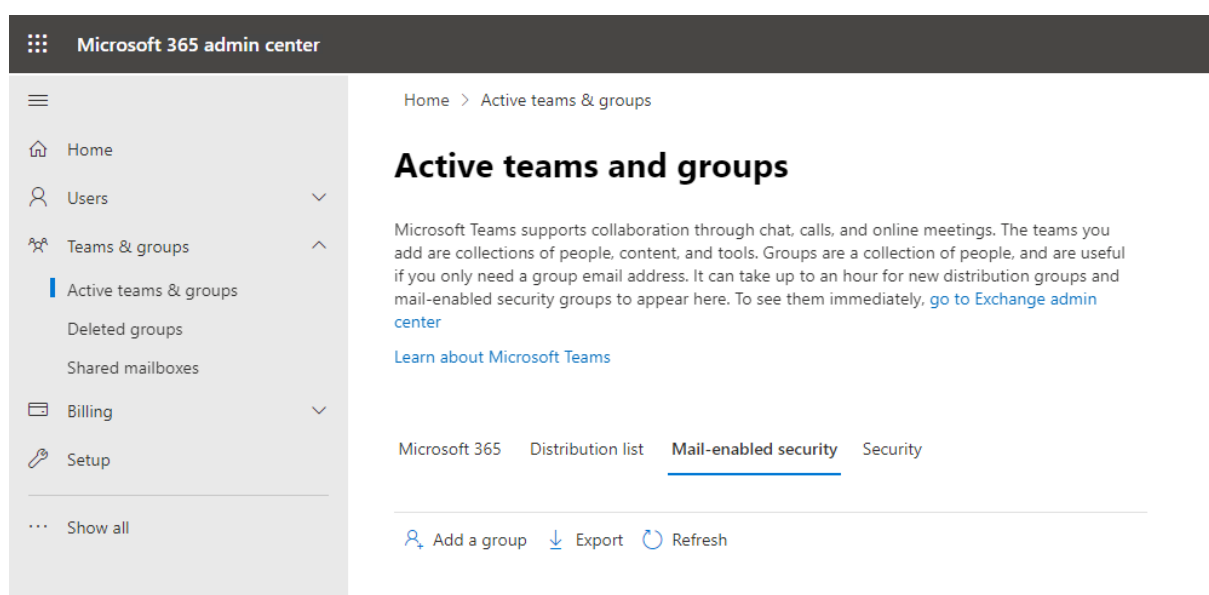 Microsoft 365 admin center
Home
Users
Teams & groups
Active teams & groups
Deleted groups
Shared mailboxes
Billing
Setup
Show all
Home > Active teams & groups
Active teams and groups
Microsoft Teams supports collaboration through chat, calls, and online meetings. The teams you
add are collections of people, content, and tools. Groups are a collection of people, and are useful
if you only need a group email address. It can take up to an hour for new distribution groups and
mail-enabled security groups to appear here. To see them immediately, go to Exchange admin
center
Learn about Microsoft Teams
Microsoft 365 Distribution list Mail-enabled security Security
Add a group Export Refresh